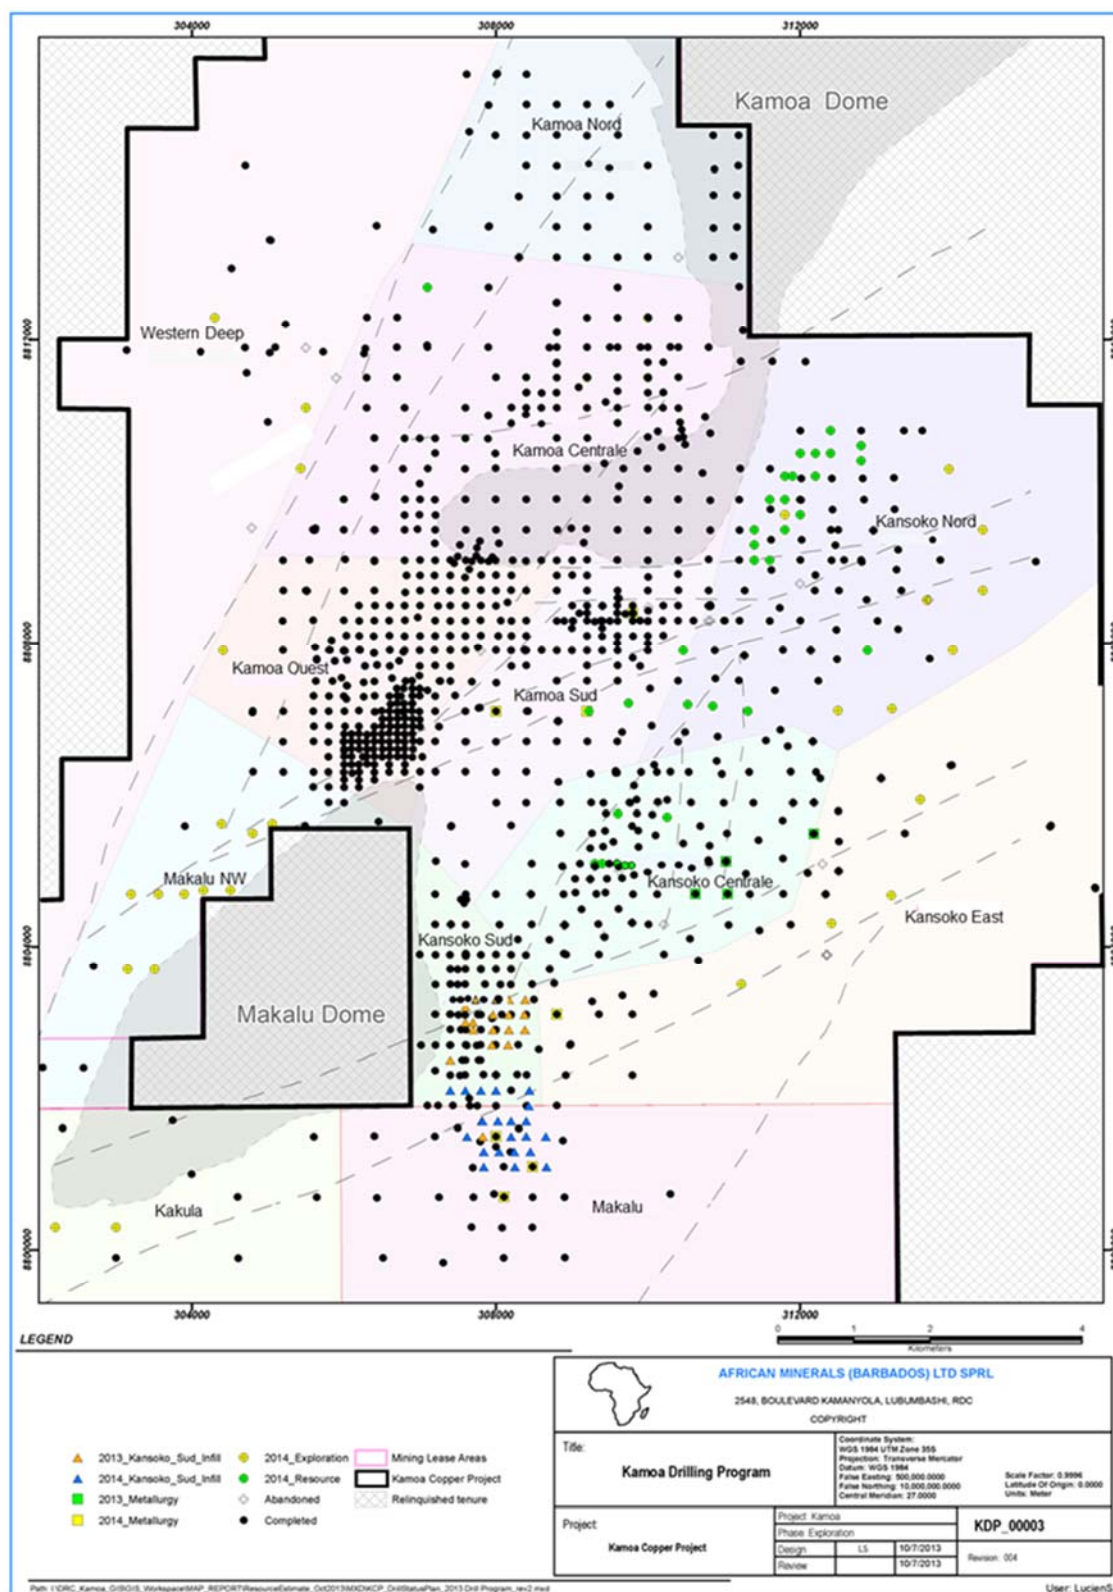 304000 308000 312000
Kamoa Dome
Kamoa Nord
Western Deep
8812000
Kamoa Centrale
Kansoko Nord
8808000
Kamoa Ouest
Kamoa Sud
Makalu NW
Kansoko Centrale
Kansoko East
Kansoko Sud
8804000
Makalu Dome
Kakula
Makalu
8800000
304000 308000 312000
LEGEND
0 1 2 4
Kilometers
2013_Kansoko_Sud_Infill
2014_Kansoko_Sud_Infill
2013_Metallurgy
2014_Metallurgy
2014_Exploration
2014_Resource
Abandoned
Completed
Mining Lease Areas
Kamoa Copper Project
Relinquished tenure
AFRICAN MINERALS (BARBADOS) LTD SPRL
2548, BOULEVARD KAMANYOLA, LUBUMBASHI, RDC
COPYRIGHT
Title:
Kamoa Drilling Program
Coordinate System:
WGS 1984 UTM Zone 35S
Projection: Transverse Mercator
Datum: WGS 1984
False Easting: 500,000.0000
False Northing: 10,000,000.0000
Central Meridian: 27.0000
Scale Factor: 0.9996
Latitude Of Origin: 0.0000
Units: Meter
Project:
Kamoa Copper Project
Project: Kamoa
Phase: Exploration
Design LS 10/7/2013
Review 10/7/2013
KDP_00003
Revision: 004
User: LucienS